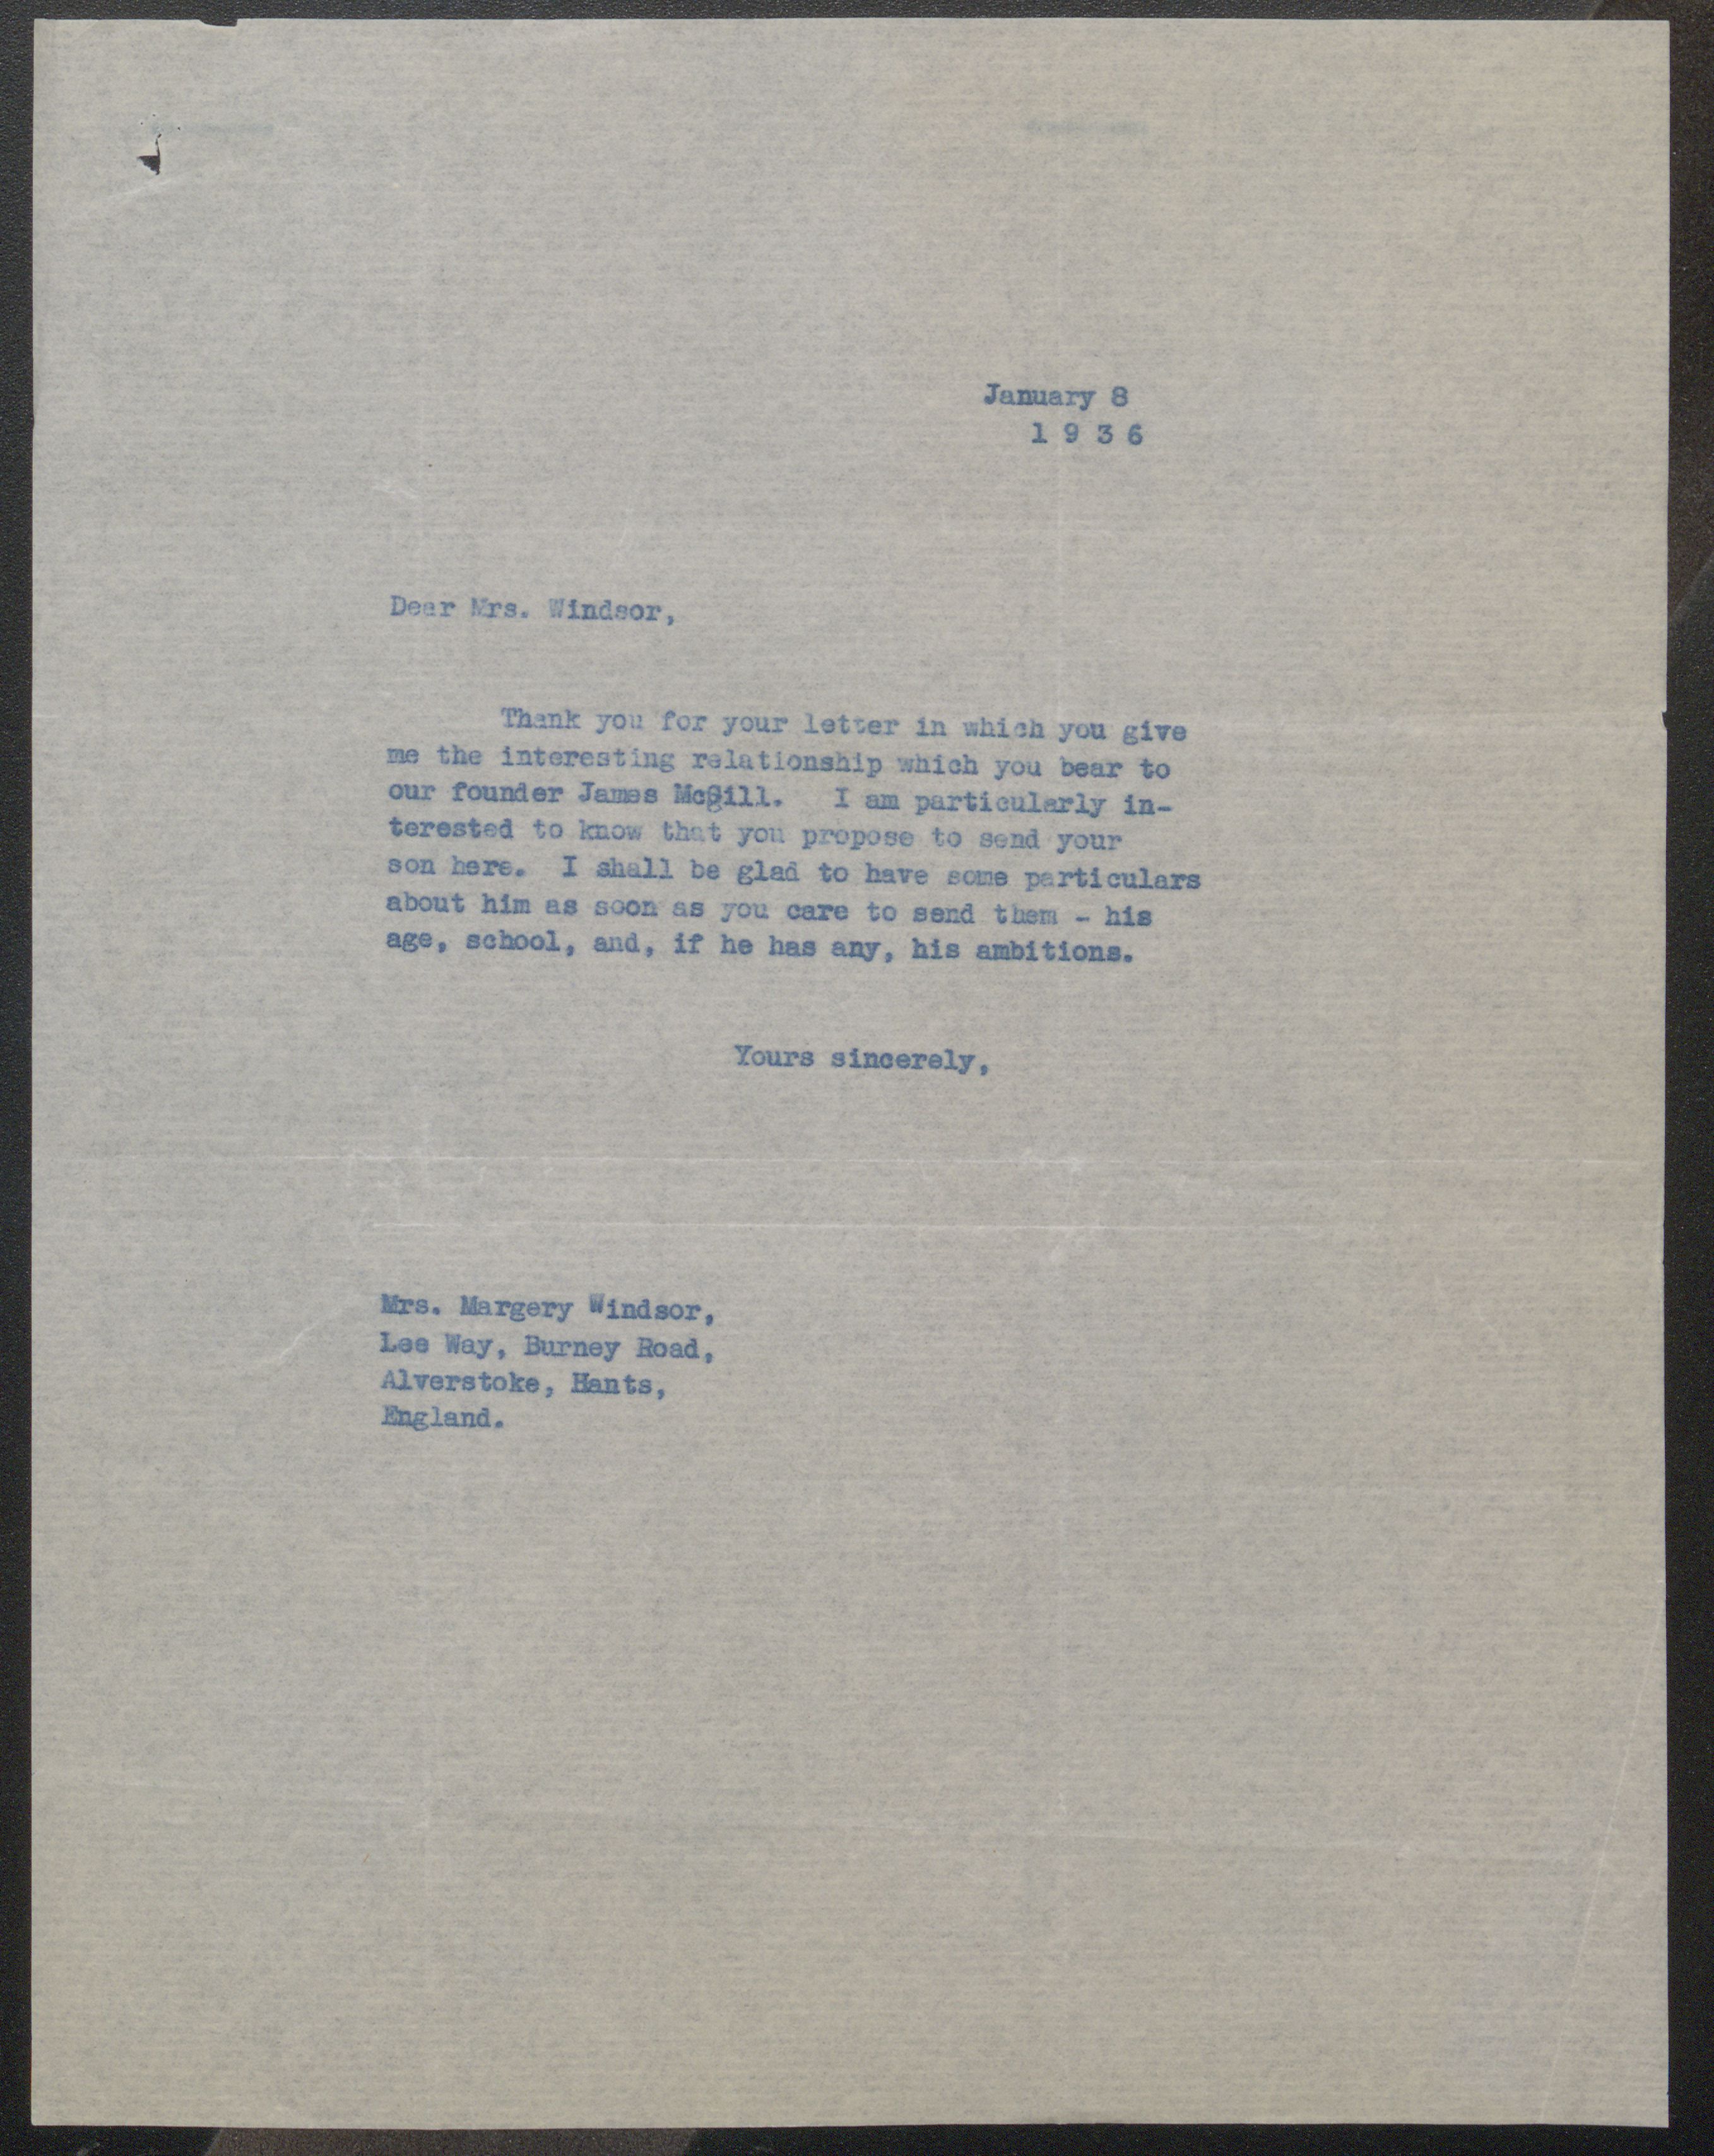 January 8
1 9 3 6
Dear Mrs. Windsor,
Thank you for your letter in which you give
me the interesting relationship which you bear to
our founder James McGill. I am particularly in-
terested to know that you propose to send your
son here. I shall be glad to have some particulars
about him as soon as you care to send them - his
age, school, and, if he has any, his ambitions.
Yours sincerely,
Mrs. Margery Windsor,
Lee Way, Burney Road,
Alverstoke, Hants,
England.